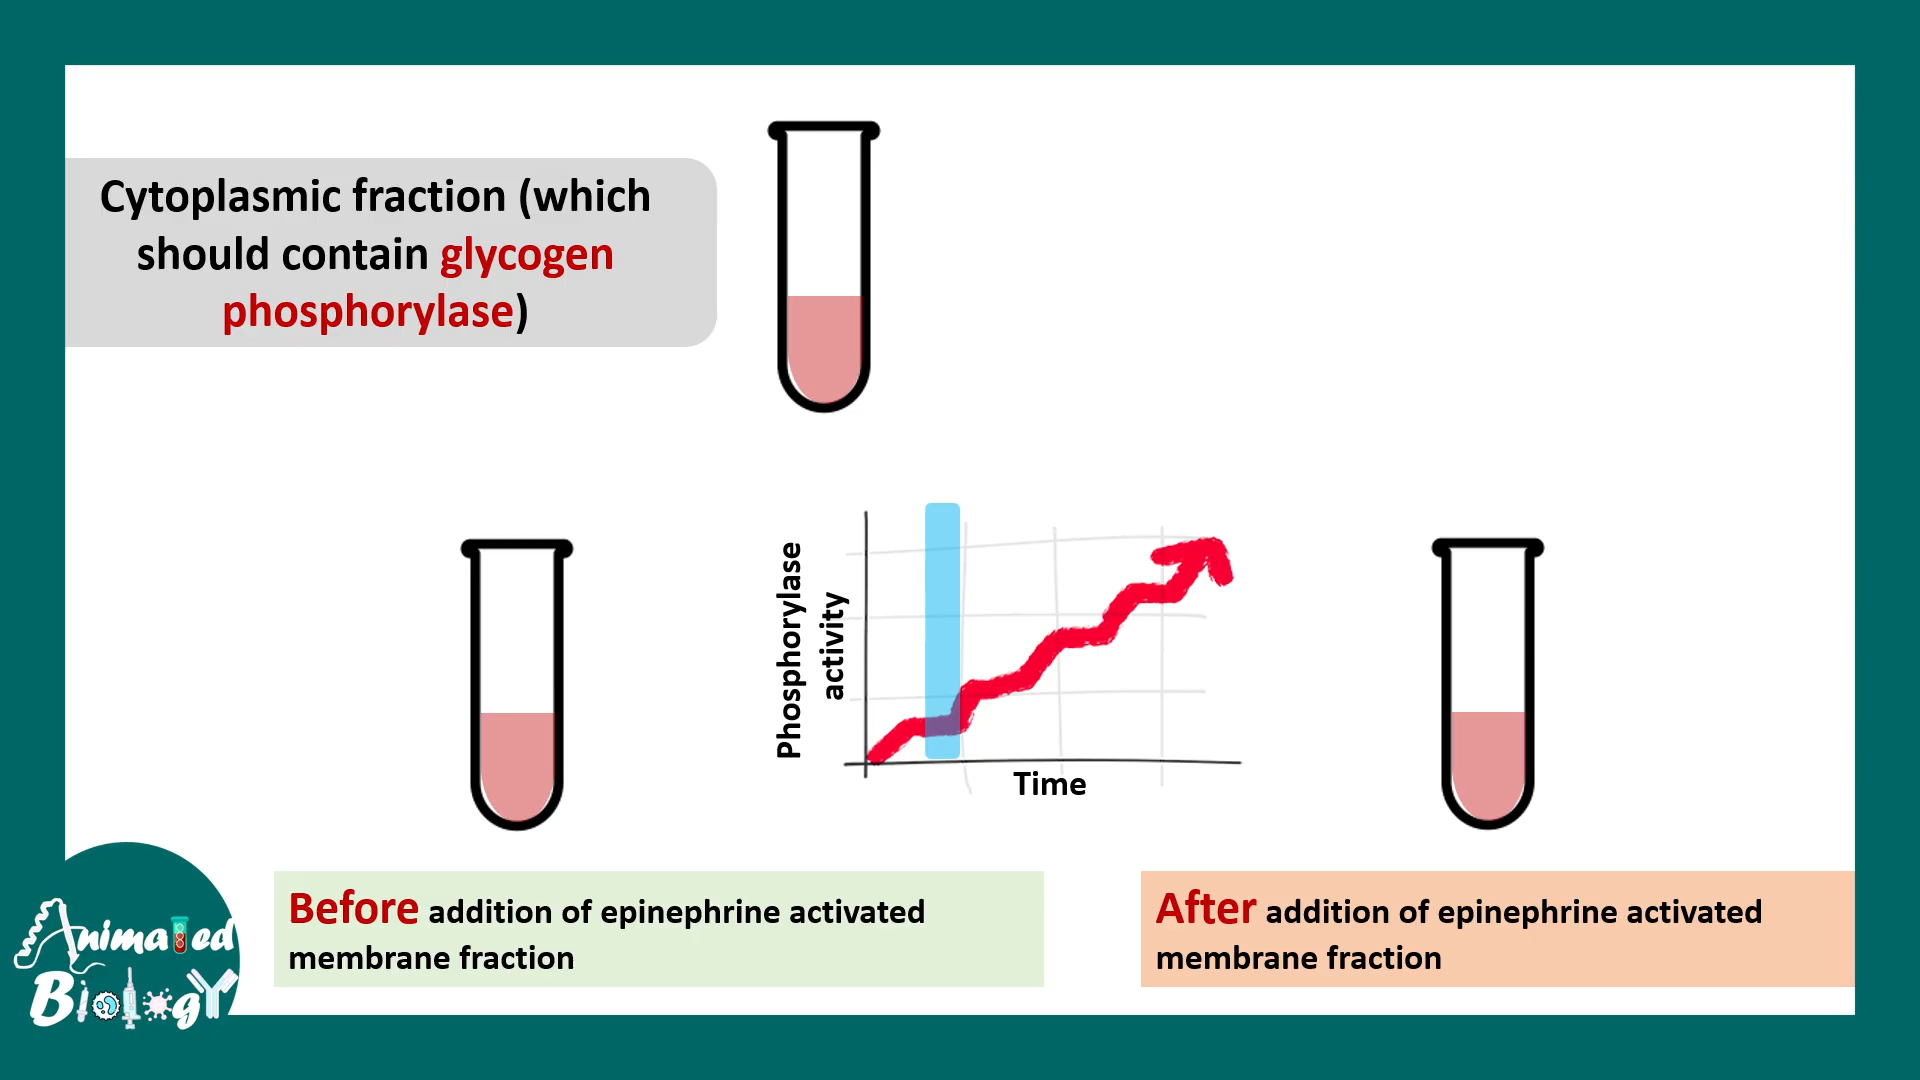 Cytoplasmic fraction (which
should contain glycogen
phosphorylase)
Phosphorylase
activity
Time
Before addition of epinephrine activated
membrane fraction
After addition of epinephrine activated
membrane fraction
Animated
Biology